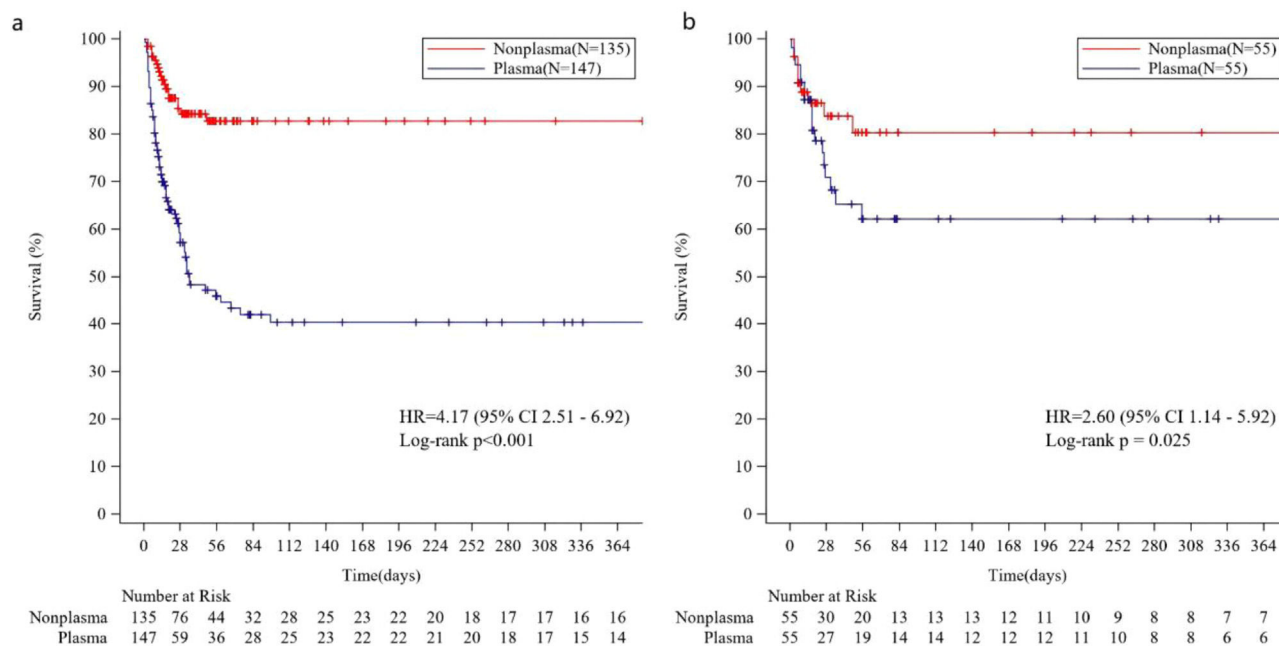 a
100
90
80
70
60
50
40
30
20
10
0
Survival (%)
Nonplasma(N=135)
Plasma(N=147)
HR=4.17 (95% CI 2.51 - 6.92)
Log-rank p<0.001
0 28 56 84 112 140 168 196 224 252 280 308 336 364
Time(days)
Number at Risk
Nonplasma 135 76 44 32 28 25 23 22 20 18 17 17 16 16
Plasma 147 59 36 28 25 23 22 22 21 20 18 17 15 14
b
100
90
80
70
60
50
40
30
20
10
0
Survival (%)
Nonplasma(N=55)
Plasma(N=55)
HR=2.60 (95% CI 1.14 - 5.92)
Log-rank p = 0.025
0 28 56 84 112 140 168 196 224 252 280 308 336 364
Time(days)
Number at Risk
Nonplasma 55 30 20 13 13 13 12 11 10 9 8 8 7 7
Plasma 55 27 19 14 14 12 12 12 11 10 8 8 6 6